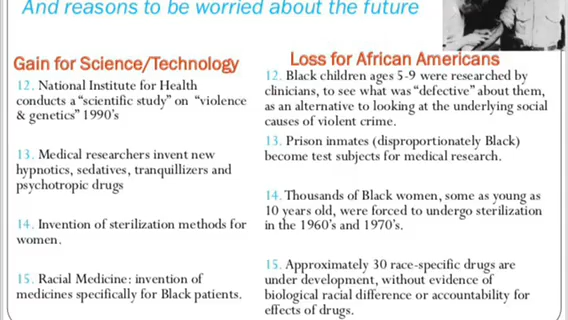 And reasons to be worried about the future
Gain for Science/Technology
12. National Institute for Health
conducts a "scientific study" on "violence
& genetics" 1990's
13. Medical researchers invent new
hypnotics, sedatives, tranquillizers and
psychotropic drugs
14. Invention of sterilization methods for
women.
15. Racial Medicine: invention of
medicines specifically for Black patients.
Loss for African Americans
12. Black children ages 5-9 were researched by
clinicians, to see what was "defective" about them,
as an alternative to looking at the underlying social
causes of violent crime.
13. Prison inmates (disproportionately Black)
become test subjects for medical research.
14. Thousands of Black women, some as young as
10 years old, were forced to undergo sterilization
in the 1960's and 1970's.
15. Approximately 30 race-specific drugs are
under development, without evidence of
biological racial difference or accountability for
effects of drugs.